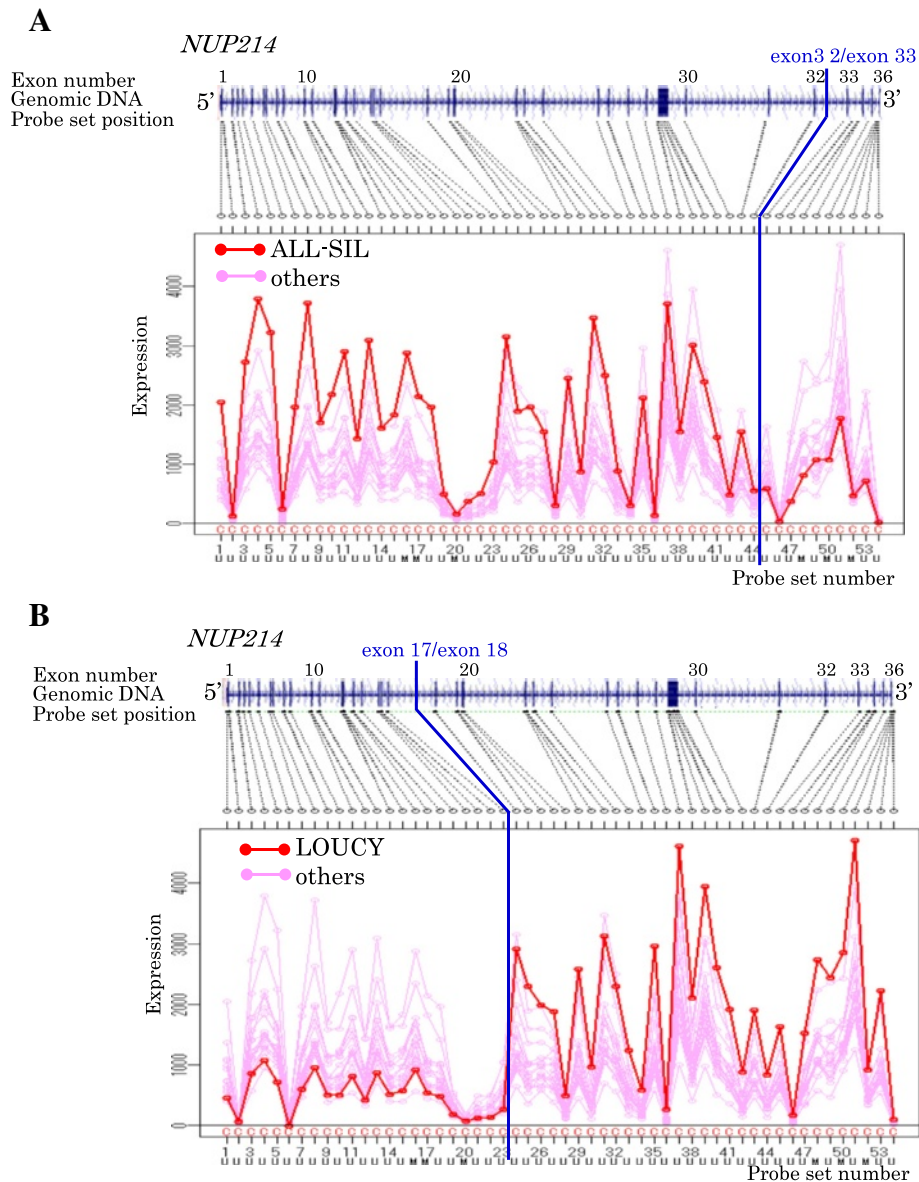 A
NUP214
exon3 2/exon 33
Exon number 1 10 20 30 32 33 36
Genomic DNA 5’ 3’
Probe set position
ALL-SIL
others
Expression
0 1000 2000 3000 4000
C C C C C C C C C C C C C C C C C C C C C C C C C C C C C C C C C C C C C C C C C C C C C C C C C C C C C C
1 3 5 7 9 11 14 17 20 23 26 29 32 35 38 41 44 47 50 53
Probe set number
B
NUP214
exon 17/exon 18
Exon number 1 10 20 30 32 33 36
Genomic DNA 5’ 3’
Probe set position
LOUCY
others
Expression
0 1000 2000 3000 4000
C C C C C C C C C C C C C C C C C C C C C C C C C C C C C C C C C C C C C C C C C C C C C C C C C C C C C C
1 3 5 7 9 11 14 17 20 23 26 29 32 35 38 41 44 47 50 53
Probe set number